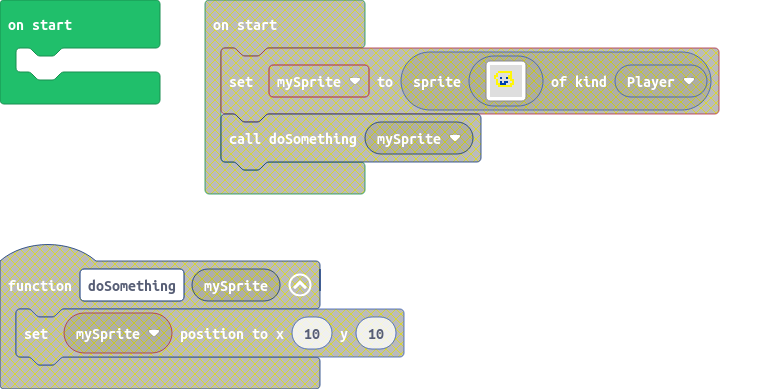 on start
on start
set mySprite to sprite of kind Player
call doSomething mySprite
function doSomething mySprite
set mySprite position to x 10 y 10